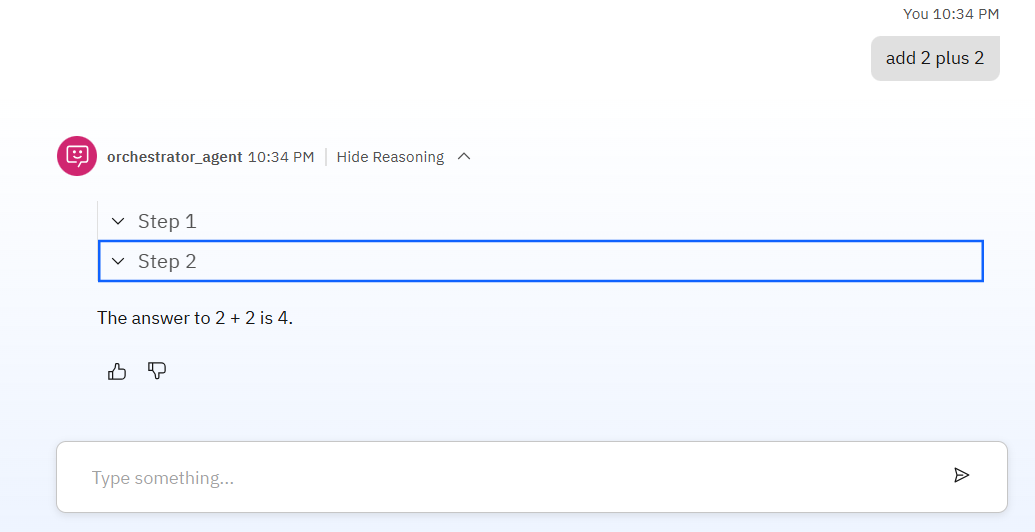 You 10:34 PM
add 2 plus 2
orchestrator_agent 10:34 PM | Hide Reasoning
Step 1
Step 2
The answer to 2 + 2 is 4.
Type something...